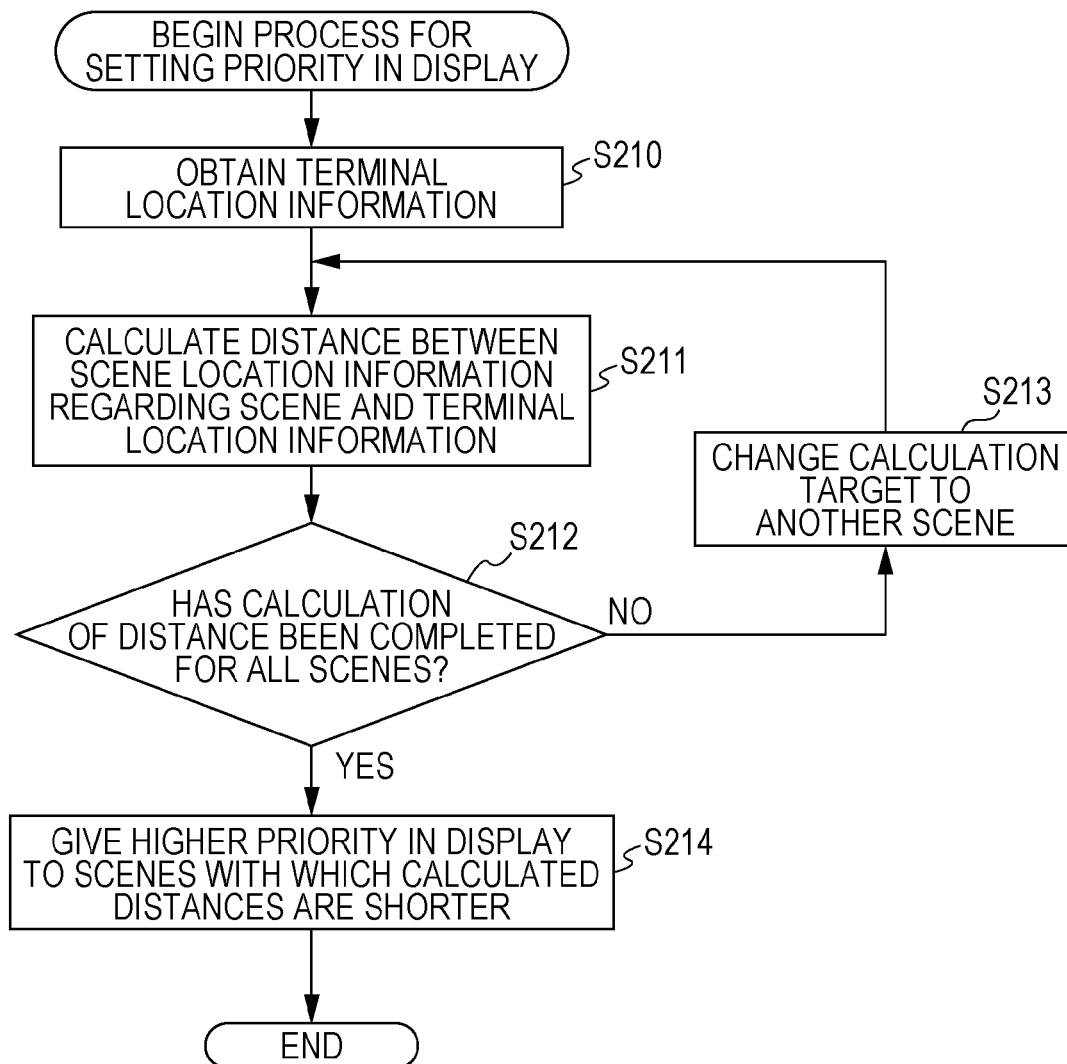 BEGIN PROCESS FOR
SETTING PRIORITY IN DISPLAY
OBTAIN TERMINAL
LOCATION INFORMATION
S210
CALCULATE DISTANCE BETWEEN
SCENE LOCATION INFORMATION
REGARDING SCENE AND TERMINAL
LOCATION INFORMATION
S211
S213
CHANGE CALCULATION
TARGET TO
ANOTHER SCENE
S212
HAS CALCULATION
OF DISTANCE BEEN COMPLETED
FOR ALL SCENES?
NO
YES
GIVE HIGHER PRIORITY IN DISPLAY
TO SCENES WITH WHICH CALCULATED
DISTANCES ARE SHORTER
S214
END